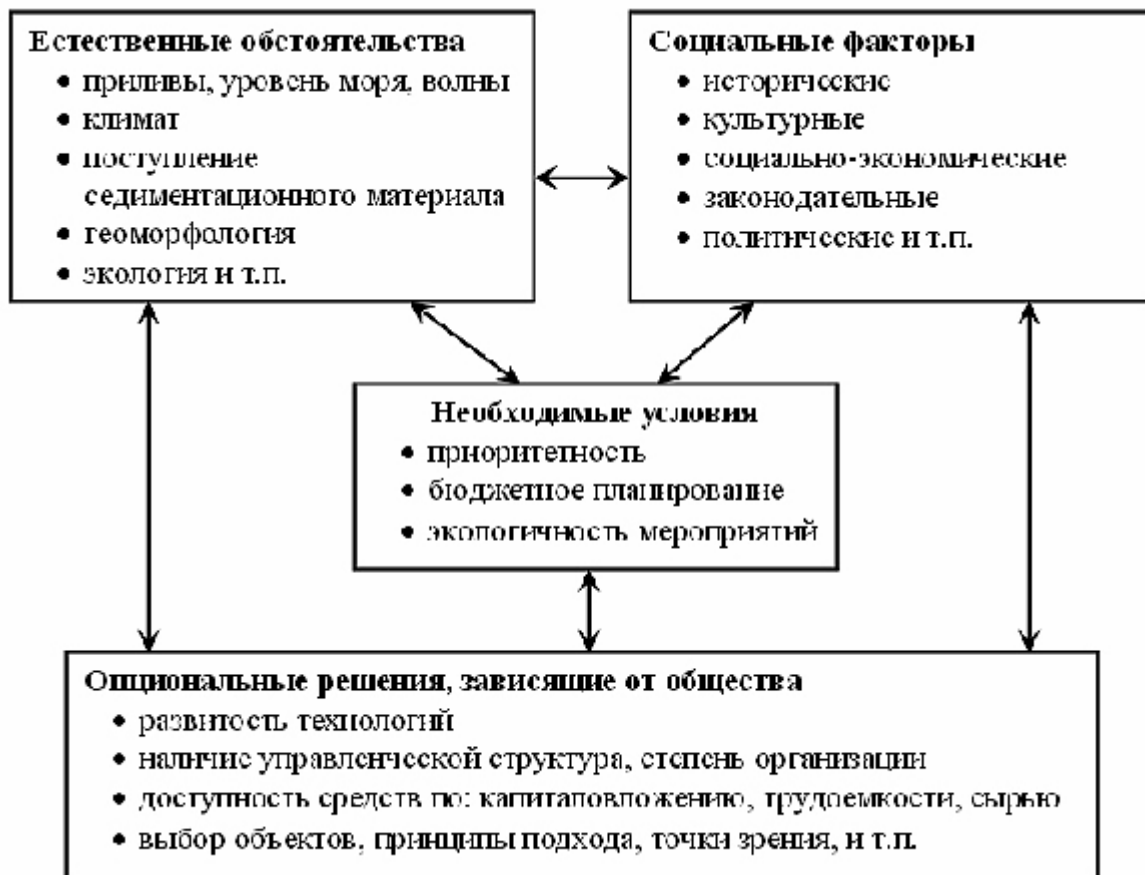 Естественные обстоятельства
• приливы, уровень моря, волны
• климат
• поступление
седиментационного материала
• геоморфология
• экология и т.п.
Социальные факторы
• исторические
• культурные
• социально-экономические
• законодательные
• политические и т.п.
Необходимые условия
• приоритетность
• бюджетное планирование
• экологичность мероприятий
Опциональные решения, зависящие от общества
• развитость технологий
• наличие управленческой структура, степень организации
• доступность средств по: капиталовложению, трудоемкости, сырью
• выбор объектов, принципы подхода, точки зрения, и т.п.